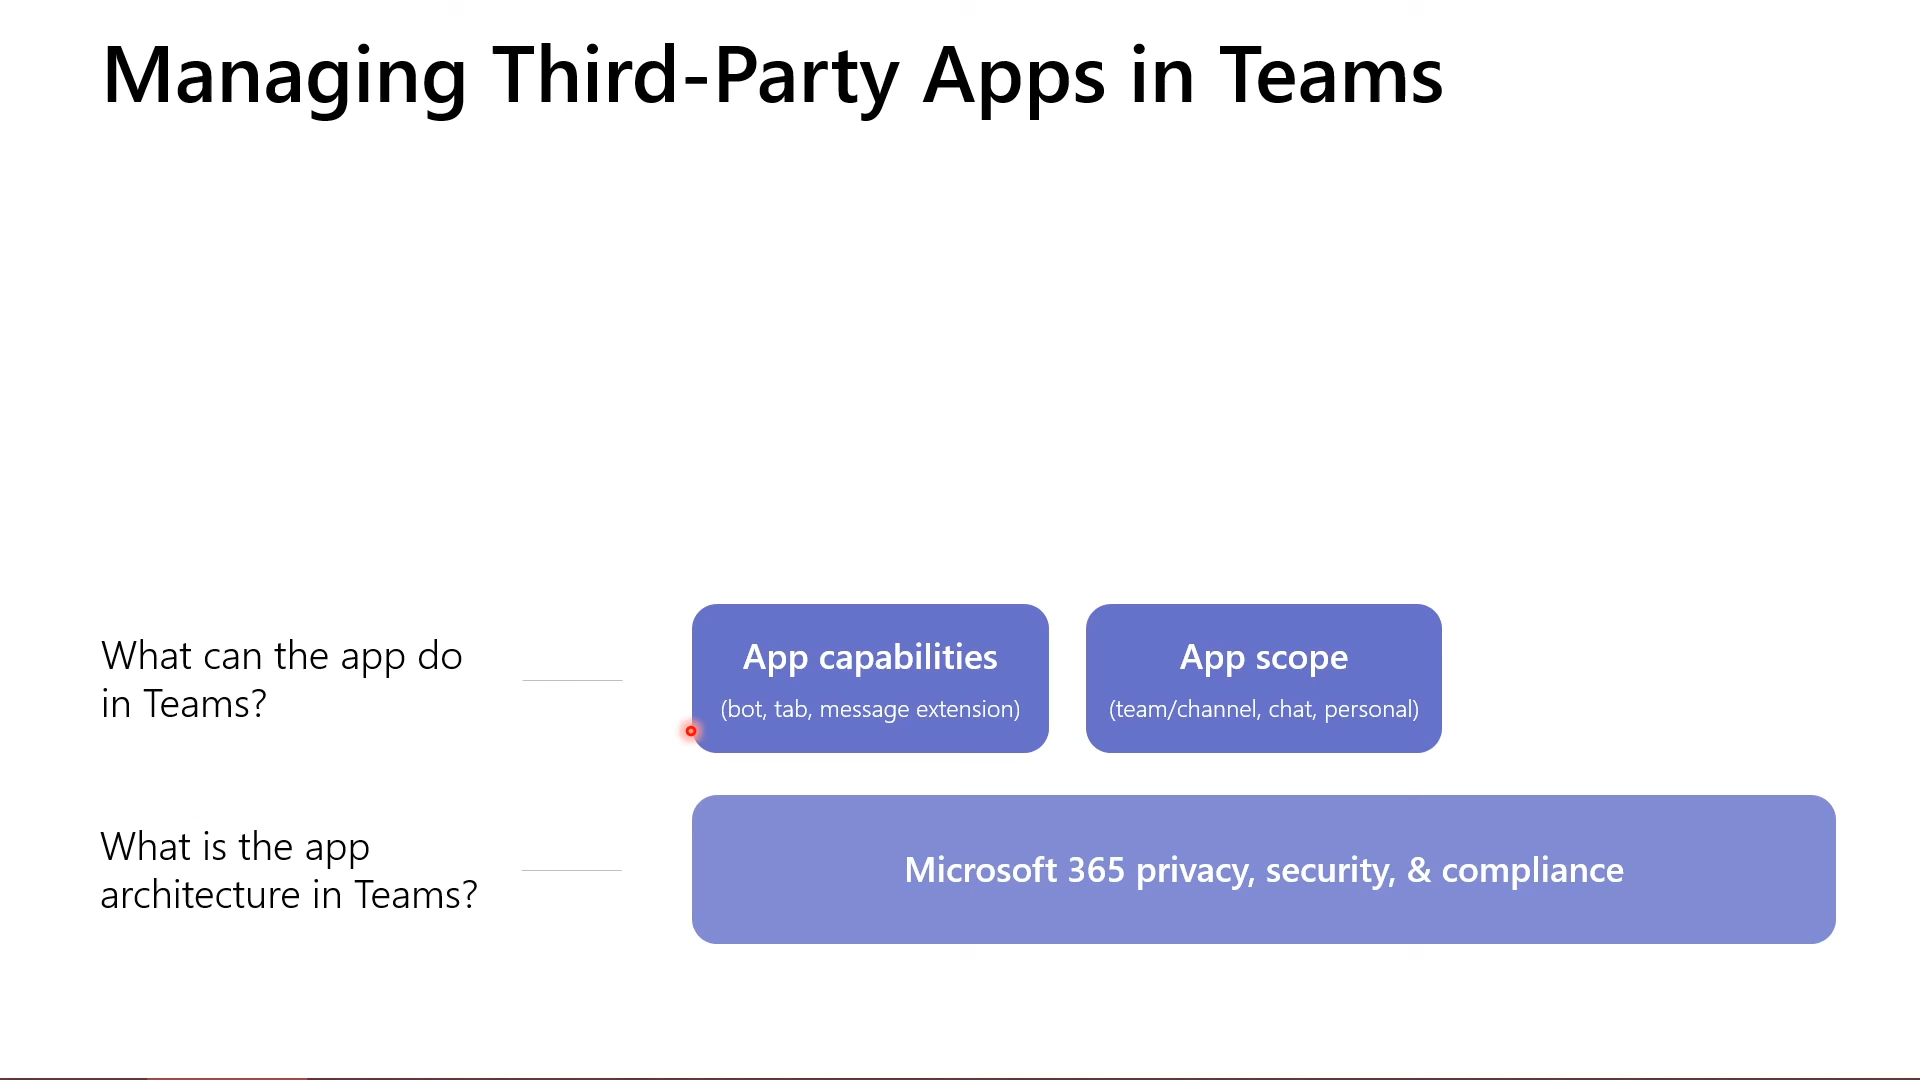 Managing Third-Party Apps in Teams
What can the app do
in Teams?
App capabilities
(bot, tab, message extension)
App scope
(team/channel, chat, personal)
What is the app
architecture in Teams?
Microsoft 365 privacy, security, & compliance